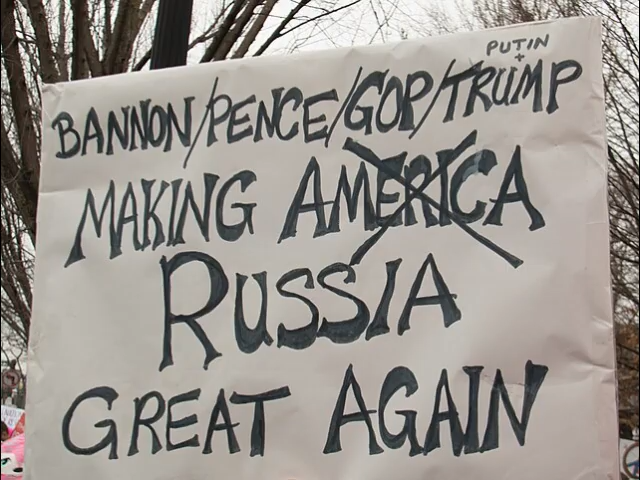 PUTIN
+
BANNON/PENCE/GOP/TRUMP
MAKING AMERICA
RUSSIA
GREAT AGAIN